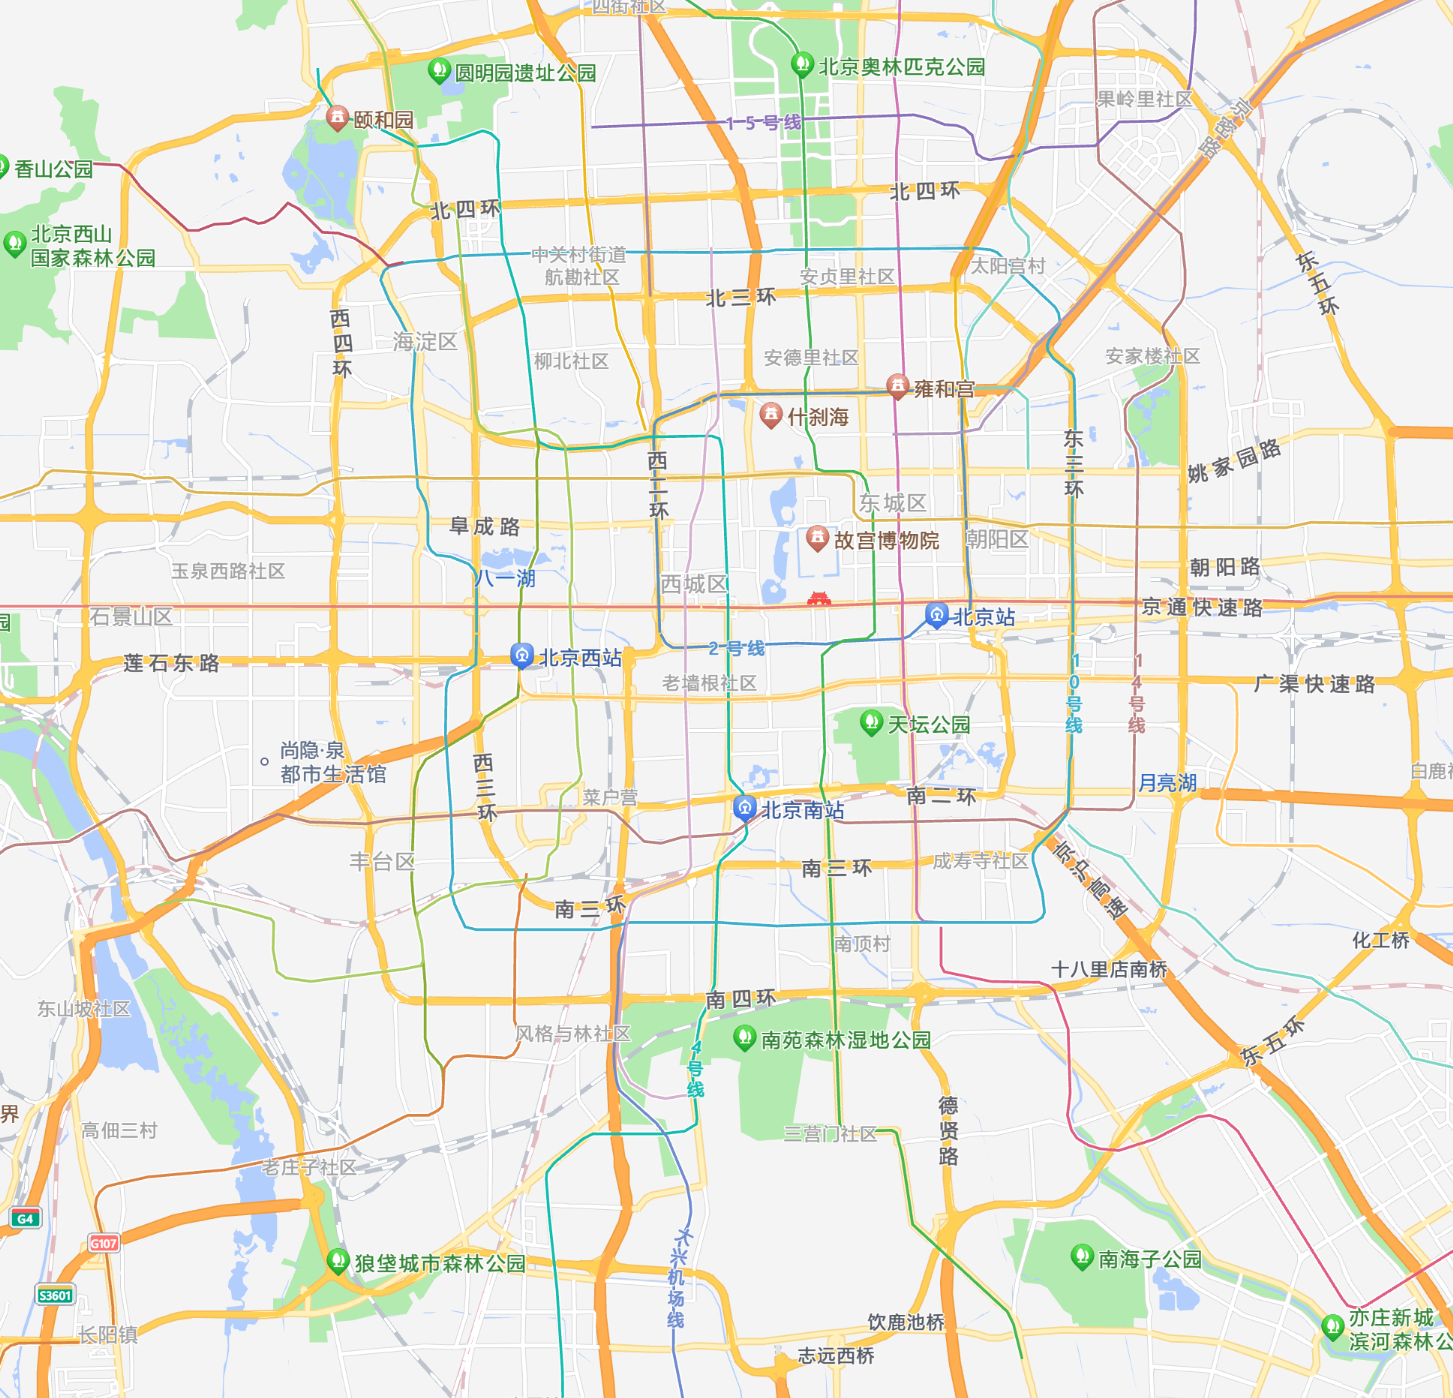 四街社区
圆明园遗址公园
北京奥林匹克公园
果岭里社区
颐和园
15号线
京密路
香山公园
北四环
北四环
北京西山
国家森林公园
中关村街道
航勘社区
安贞里社区
太阳宫村
东五环
北三环
西四环
海淀区
柳北社区
安德里社区
安家楼社区
雍和宫
什刹海
东三环
姚家园路
西二环
东城区
阜成路
故宫博物院
朝阳区
玉泉西路社区
八一湖
西城区
朝阳路
京通快速路
石景山区
园
北京站
2号线
莲石东路
北京西站
老墙根社区
10号线
14号线
广渠快速路
天坛公园
尚隐·泉
都市生活馆
西三环
菜户营
南二环
月亮湖
白鹿社
北京南站
丰台区
南三环
成寿寺社区
京沪高速
南三环
南顶村
化工桥
十八里店南桥
东山坡社区
南四环
风格与林社区
南苑森林湿地公园
4号线
东五环
界
高佃三村
三营门社区
德贤路
老庄子社区
G4
G107
狼垡城市森林公园
大兴机场线
南海子公园
S3601
长阳镇
饮鹿池桥
志远西桥
亦庄新城
滨河森林公